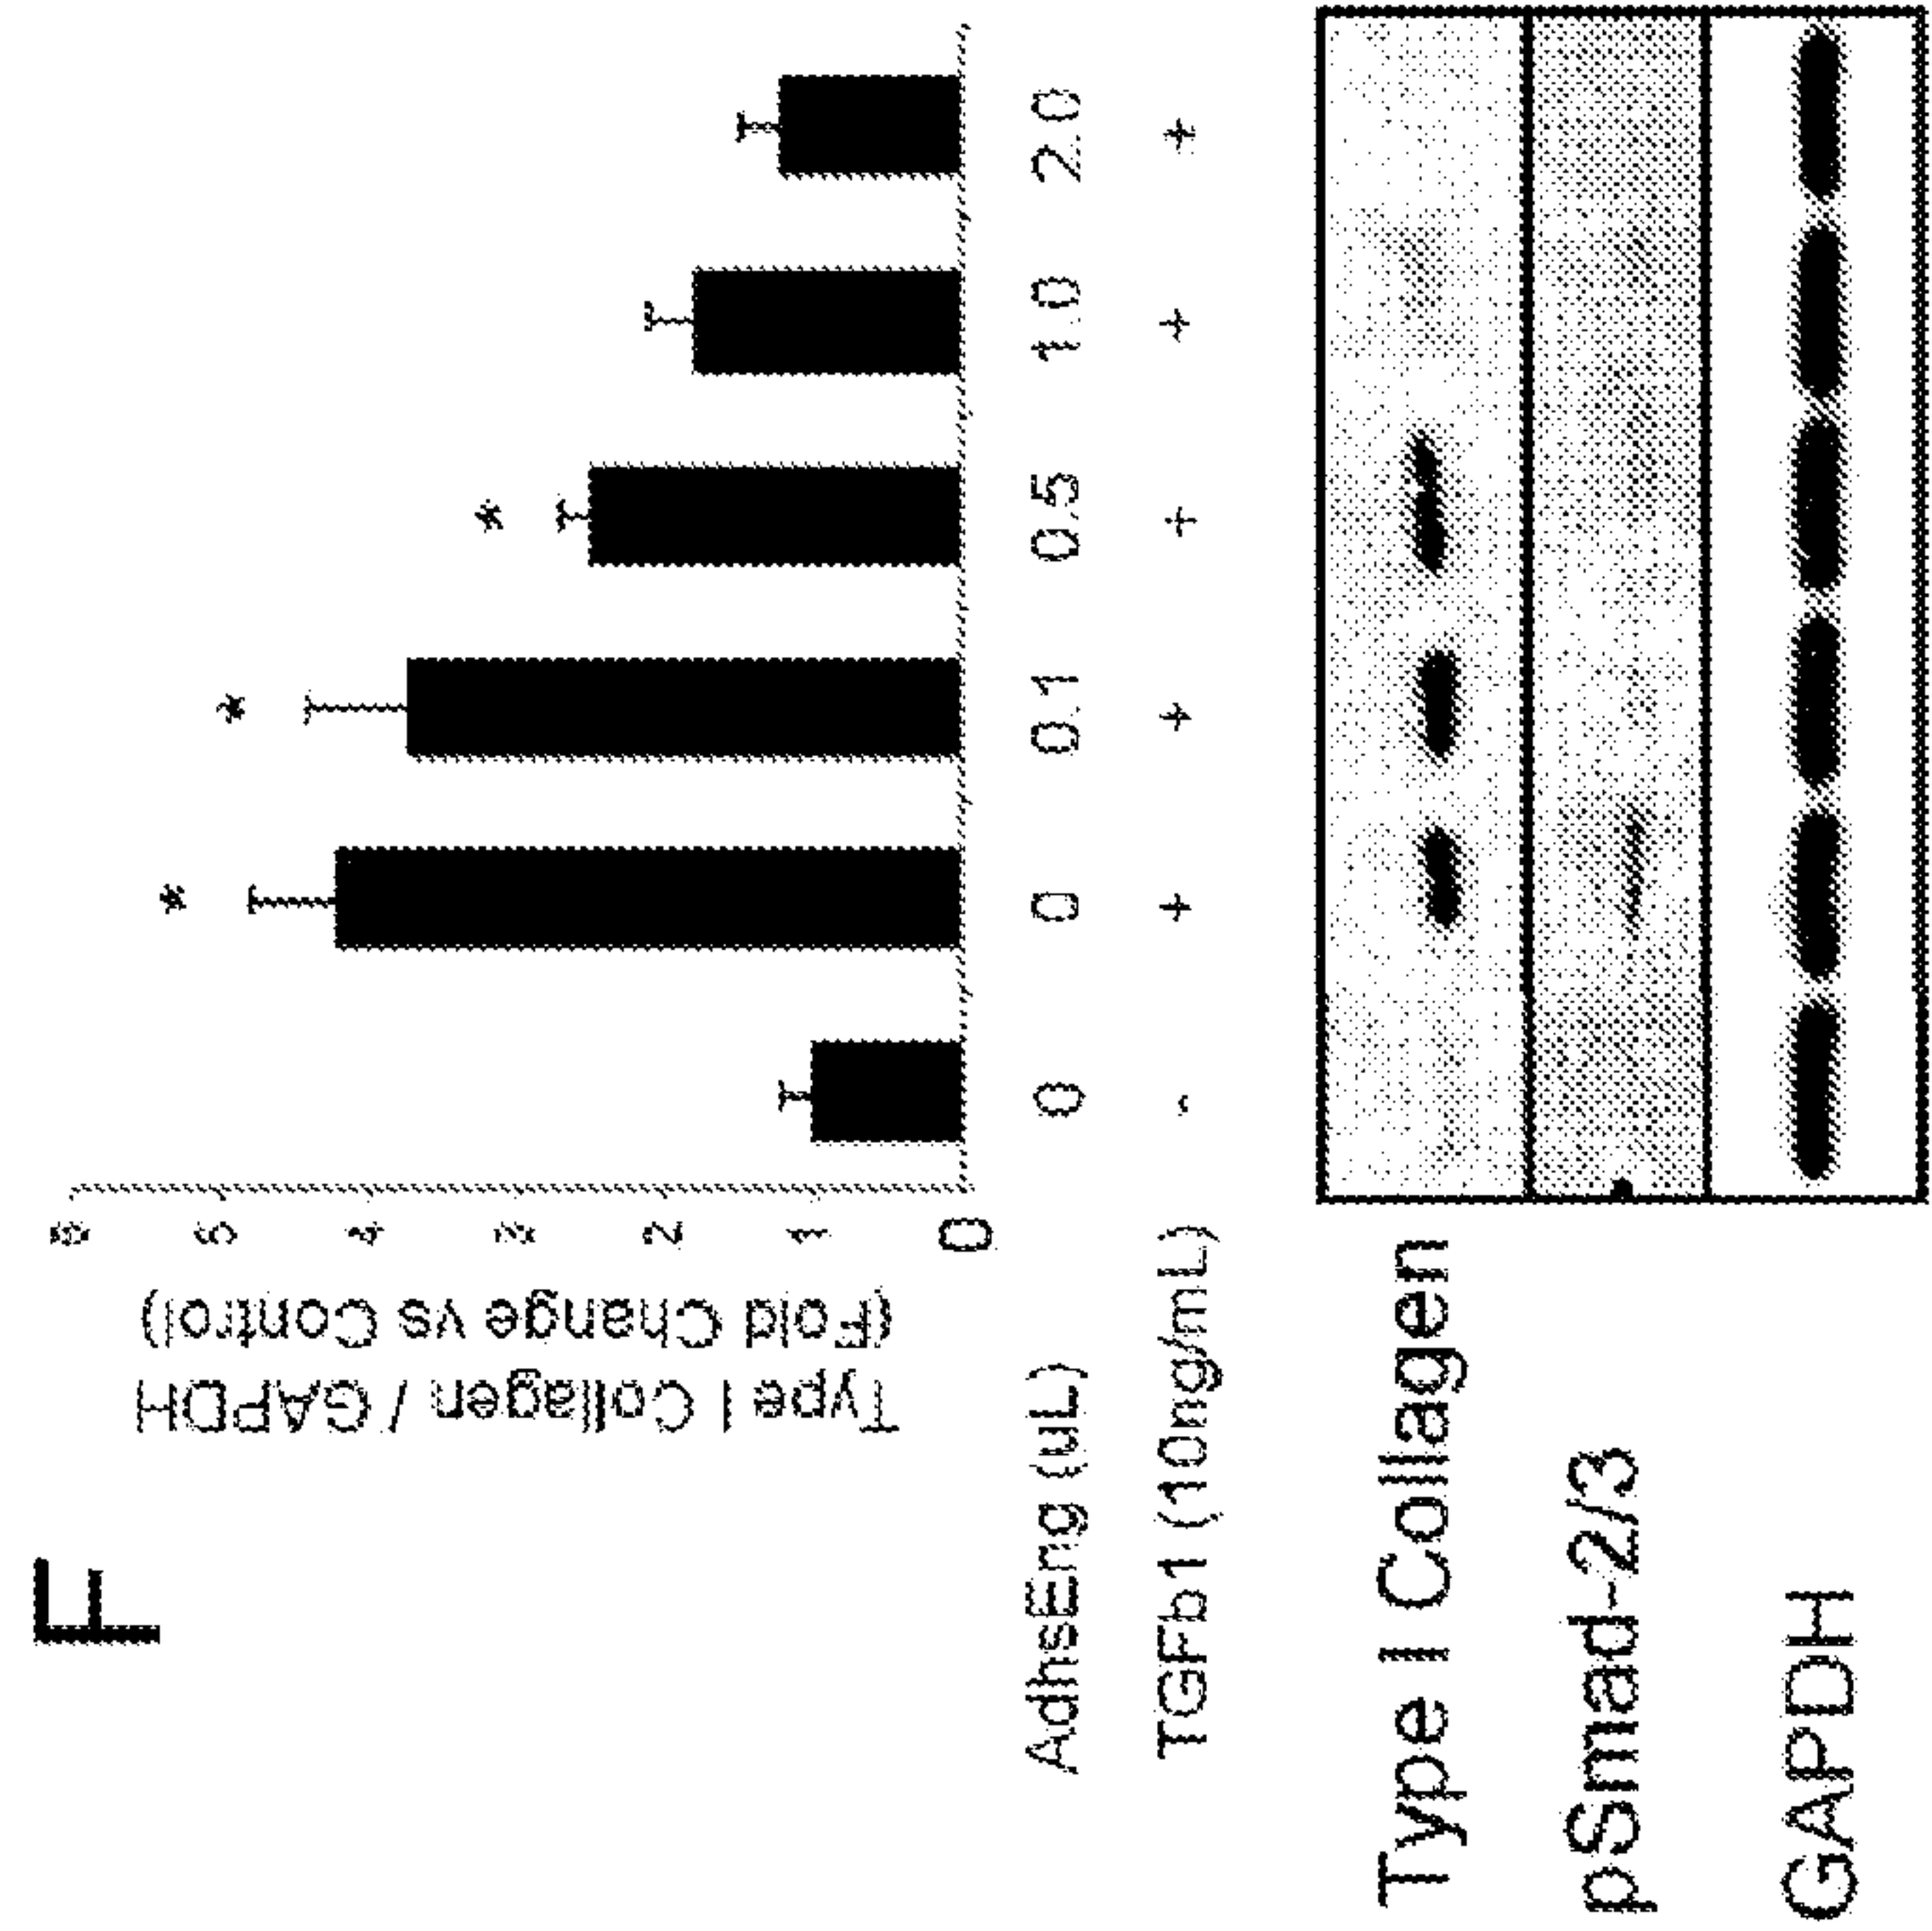 F
Type I Collagen / GAPDH
(Fold Change vs Control)
6
5
4
3
2
1
0
* * *
AdhsEng (uL) 0 0 0.1 0.5 1.0 2.0
TGFb1 (10ng/mL) - + + + + +
Type I Collagen
pSmad-2/3
GAPDH